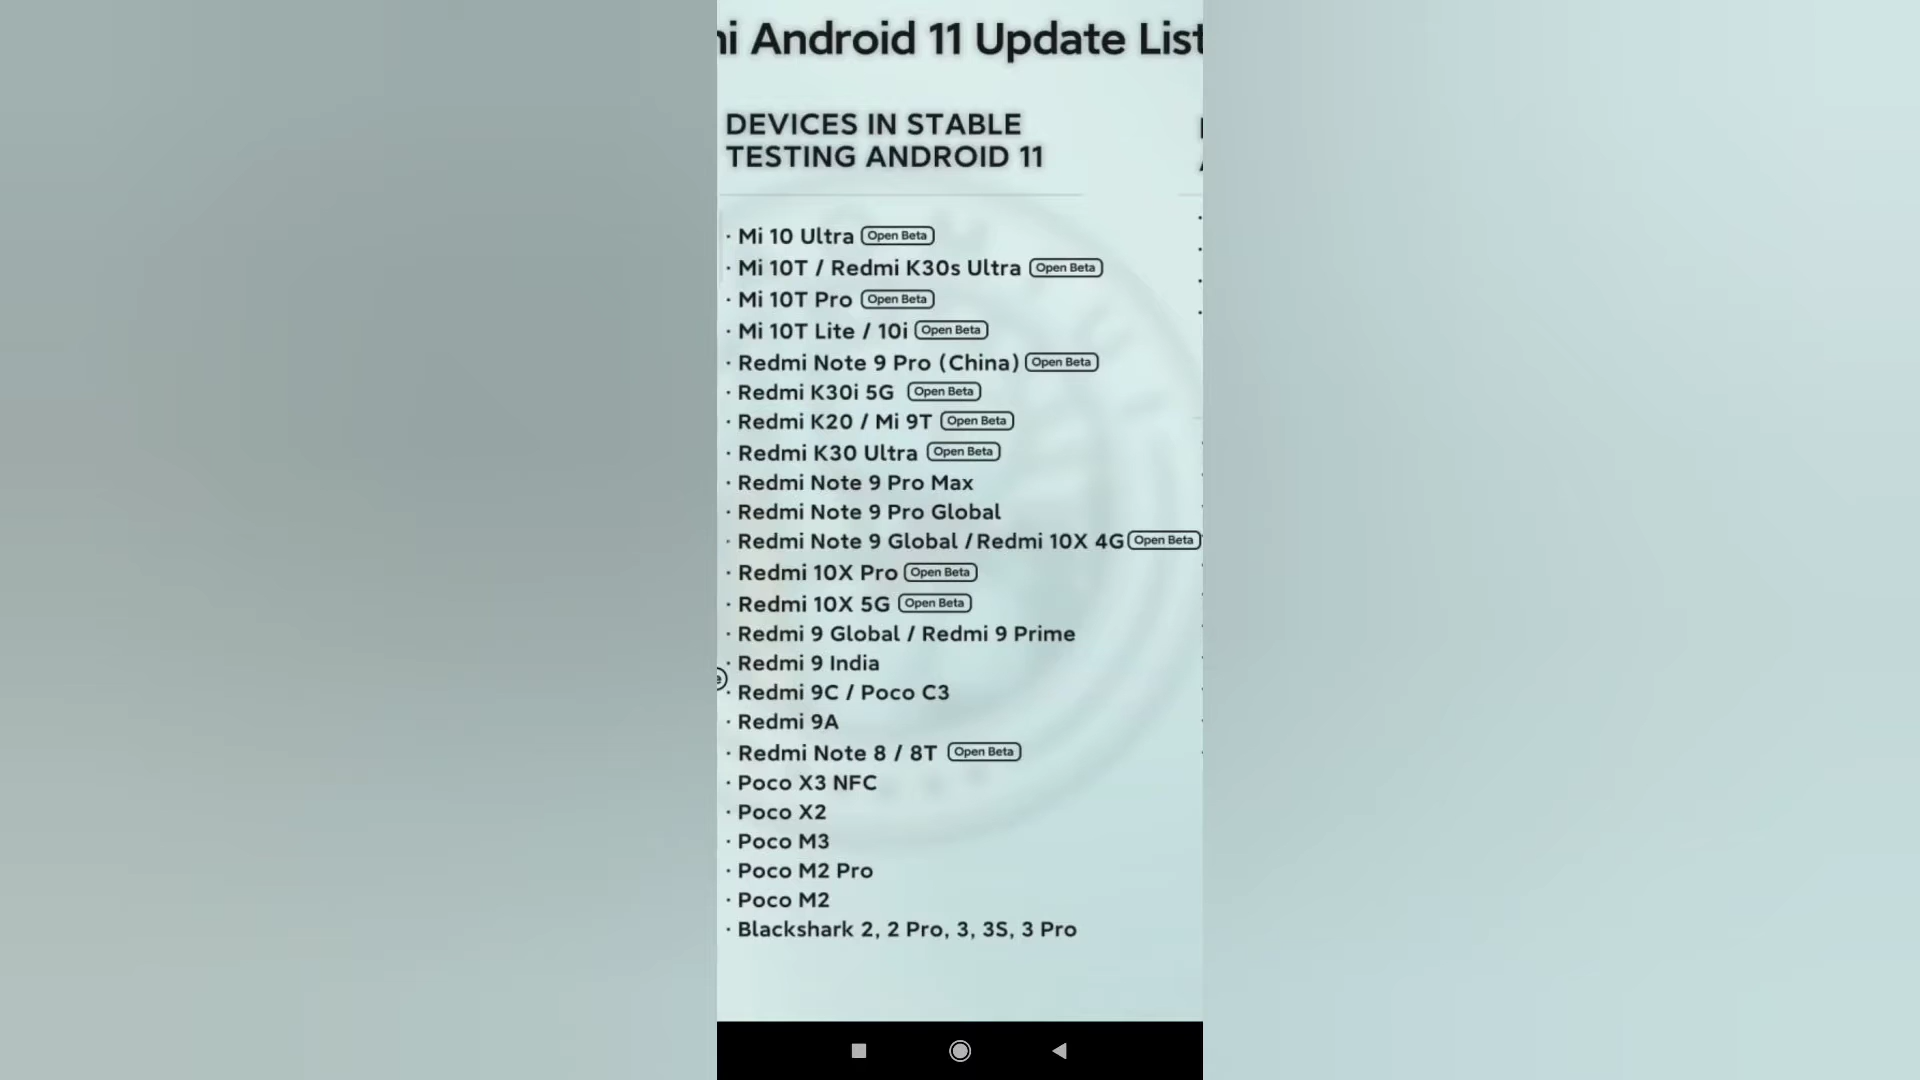 ni Android 11 Update List
DEVICES IN STABLE
TESTING ANDROID 11
· Mi 10 Ultra Open Beta
· Mi 10T / Redmi K30s Ultra Open Beta
· Mi 10T Pro Open Beta
· Mi 10T Lite / 10i Open Beta
· Redmi Note 9 Pro (China) Open Beta
· Redmi K30i 5G Open Beta
· Redmi K20 / Mi 9T Open Beta
· Redmi K30 Ultra Open Beta
· Redmi Note 9 Pro Max
· Redmi Note 9 Pro Global
· Redmi Note 9 Global / Redmi 10X 4G Open Beta
· Redmi 10X Pro Open Beta
· Redmi 10X 5G Open Beta
· Redmi 9 Global / Redmi 9 Prime
· Redmi 9 India
· Redmi 9C / Poco C3
· Redmi 9A
· Redmi Note 8 / 8T Open Beta
· Poco X3 NFC
· Poco X2
· Poco M3
· Poco M2 Pro
· Poco M2
· Blackshark 2, 2 Pro, 3, 3S, 3 Pro